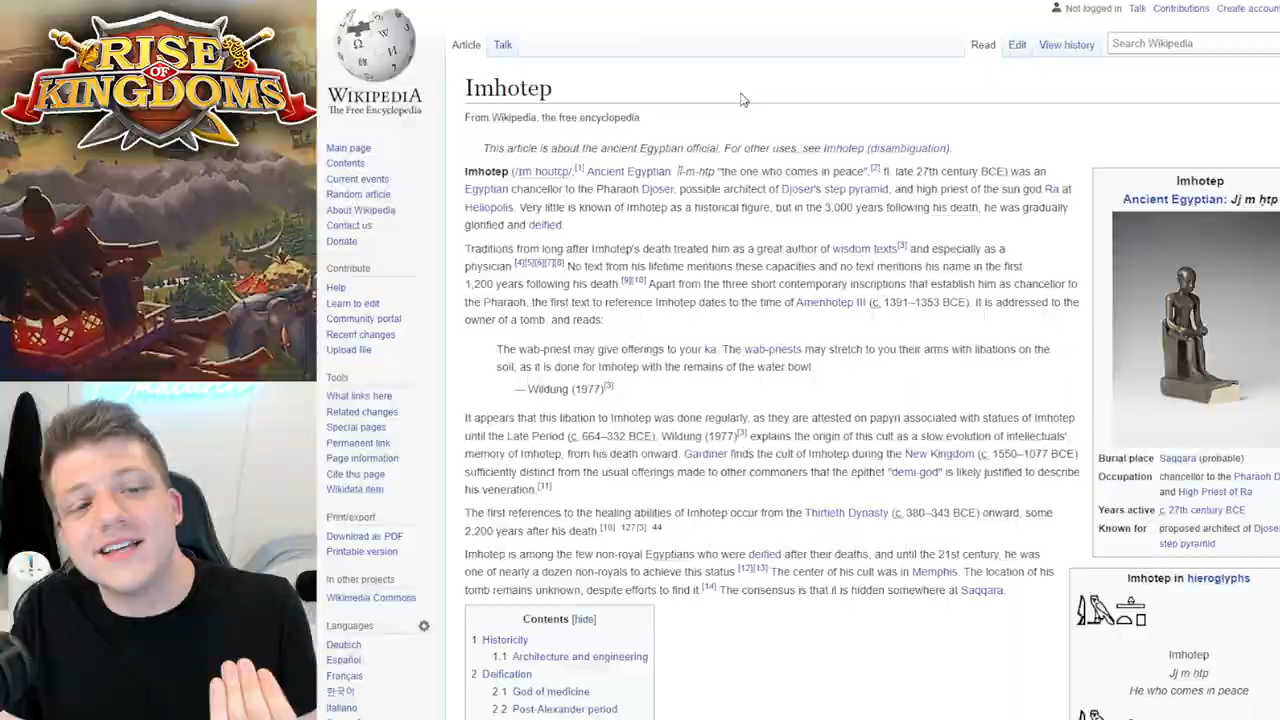 RISE
OF
KINGDOMS
WIKIPEDIA
The Free Encyclopedia
Main page
Contents
Current events
Random article
About Wikipedia
Contact us
Donate
Contribute
Help
Learn to edit
Community portal
Recent changes
Upload file
Tools
What links here
Related changes
Special pages
Permanent link
Page information
Cite this page
Wikidata item
Print/export
Download as PDF
Printable version
In other projects
Wikimedia Commons
Languages
Deutsch
Español
Français
한국어
Italiano
Not logged in Talk Contributions Create accoun
Article Talk Read Edit View history Search Wikipedia
Imhotep
From Wikipedia, the free encyclopedia
This article is about the ancient Egyptian official. For other uses, see Imhotep (disambiguation).
Imhotep (/ɪmˈhoʊtɛp/;[1] Ancient Egyptian "the one who comes in peace";[2] fl. late 27th century BCE) was an
Egyptian chancellor to the Pharaoh Djoser, possible architect of Djoser's step pyramid, and high priest of the sun god Ra at
Heliopolis. Very little is known of Imhotep as a historical figure, but in the 3,000 years following his death, he was gradually
glorified and deified.
Traditions from long after Imhotep's death treated him as a great author of wisdom texts[3] and especially as a
physician.[4][5][6][7][8] No text from his lifetime mentions these capacities and no text mentions his name in the first
1,200 years following his death.[9][10] Apart from the three short contemporary inscriptions that establish him as chancellor to
the Pharaoh, the first text to reference Imhotep dates to the time of Amenhotep III (c. 1391–1353 BCE). It is addressed to the
owner of a tomb, and reads:
The wab-priest may give offerings to your ka. The wab-priests may stretch to you their arms with libations on the
soil, as it is done for Imhotep with the remains of the water bowl.
— Wildung (1977)[3]
It appears that this libation to Imhotep was done regularly, as they are attested on papyri associated with statues of Imhotep
until the Late Period (c. 664–332 BCE). Wildung (1977)[3] explains the origin of this cult as a slow evolution of intellectuals'
memory of Imhotep, from his death onward. Gardiner finds the cult of Imhotep during the New Kingdom (c. 1550–1077 BCE)
sufficiently distinct from the usual offerings made to other commoners that the epithet "demi-god" is likely justified to describe
his veneration.[11]
The first references to the healing abilities of Imhotep occur from the Thirtieth Dynasty (c. 380–343 BCE) onward, some
2,200 years after his death.[10] 127[3] 44
Imhotep is among the few non-royal Egyptians who were deified after their deaths, and until the 21st century, he was
one of nearly a dozen non-royals to achieve this status.[12][13] The center of his cult was in Memphis. The location of his
tomb remains unknown, despite efforts to find it.[14] The consensus is that it is hidden somewhere at Saqqara.
Contents [hide]
1 Historicity
1.1 Architecture and engineering
2 Deification
2.1 God of medicine
2.2 Post-Alexander period
Imhotep
Ancient Egyptian: Jj m ḥtp
Burial place Saqqara (probable)
Occupation chancellor to the Pharaoh D
and High Priest of Ra
Years active c. 27th century BCE
Known for proposed architect of Djose
step pyramid
Imhotep in hieroglyphs
Imhotep
Jj m ḥtp
He who comes in peace